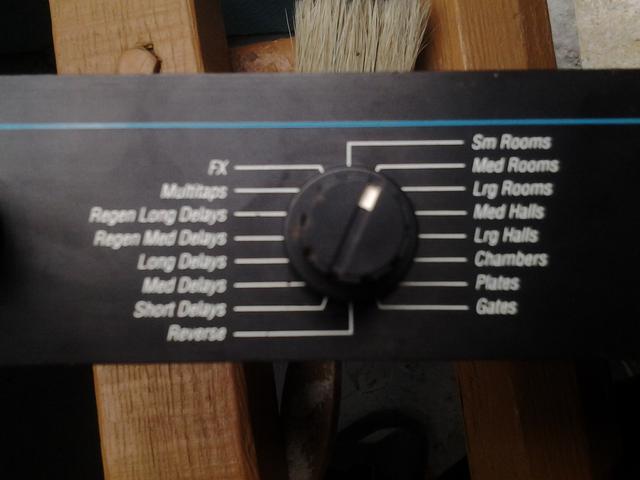 Sm Rooms
Med Rooms
Lrg Rooms
Med Halls
Lrg Halls
Chambers
Plates
Gates
FX
Multitaps
Regen Long Delays
Regen Med Delays
Long Delays
Med Delays
Short Delays
Reverse